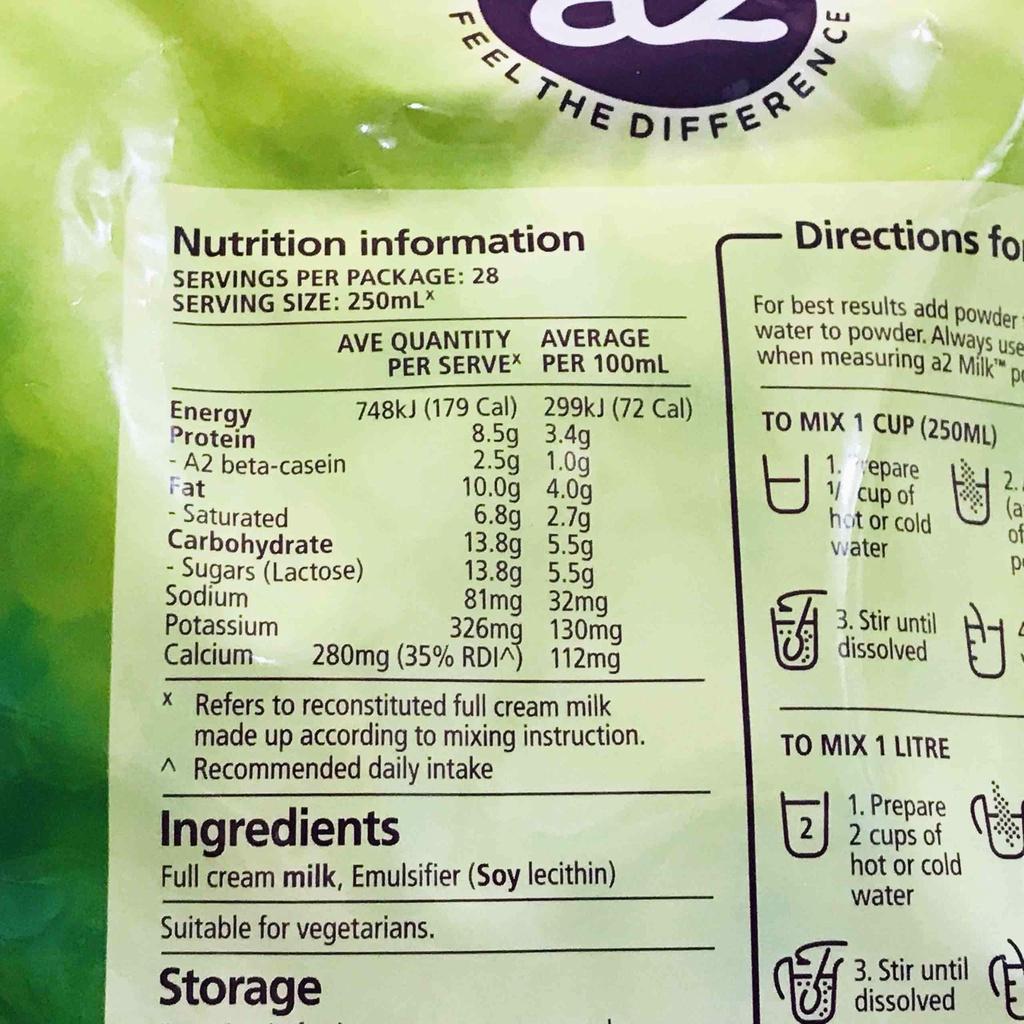 a2
FEEL THE DIFFERENCE
Nutrition information
SERVINGS PER PACKAGE: 28
SERVING SIZE: 250mLˣ
AVE QUANTITY AVERAGE
PER SERVEˣ PER 100mL
Energy 748kJ (179 Cal) 299kJ (72 Cal)
Protein 8.5g 3.4g
- A2 beta-casein 2.5g 1.0g
Fat 10.0g 4.0g
- Saturated 6.8g 2.7g
Carbohydrate 13.8g 5.5g
- Sugars (Lactose) 13.8g 5.5g
Sodium 81mg 32mg
Potassium 326mg 130mg
Calcium 280mg (35% RDI^) 112mg
ˣ Refers to reconstituted full cream milk
made up according to mixing instruction.
^ Recommended daily intake
Ingredients
Full cream milk, Emulsifier (Soy lecithin)
Suitable for vegetarians.
Storage
Directions
For best results add powder
water to powder. Always use
when measuring a2 Milk™
TO MIX 1 CUP (250ML)
1.
cup of
hot or cold
water
2.
of
3. Stir until
dissolved
TO MIX 1 LITRE
2
1. Prepare
2 cups of
hot or cold
water
3. Stir until
dissolved